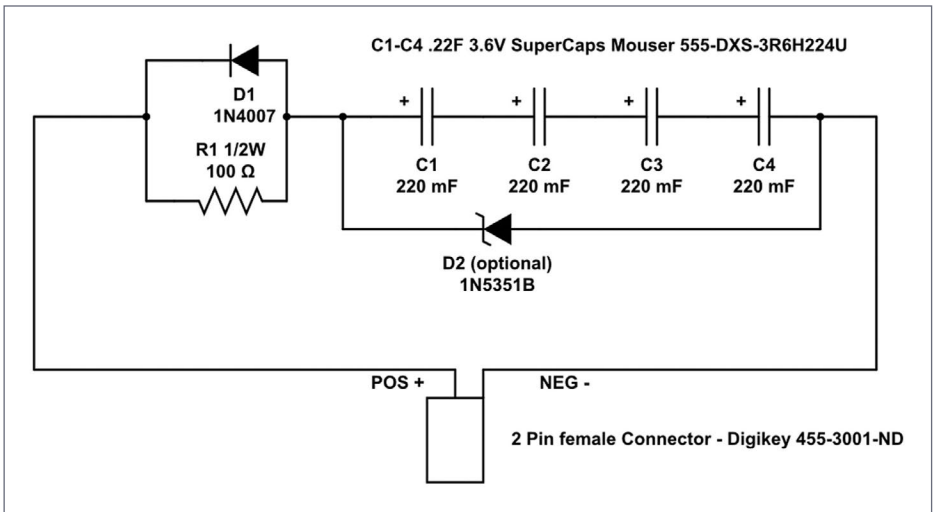 C1-C4 .22F 3.6V SuperCaps Mouser 555-DXS-3R6H224U
D1
1N4007
R1 1/2W
100 Ω
+
+
+
+
C1
220 mF
C2
220 mF
C3
220 mF
C4
220 mF
D2 (optional)
1N5351B
POS +
NEG -
2 Pin female Connector - Digikey 455-3001-ND